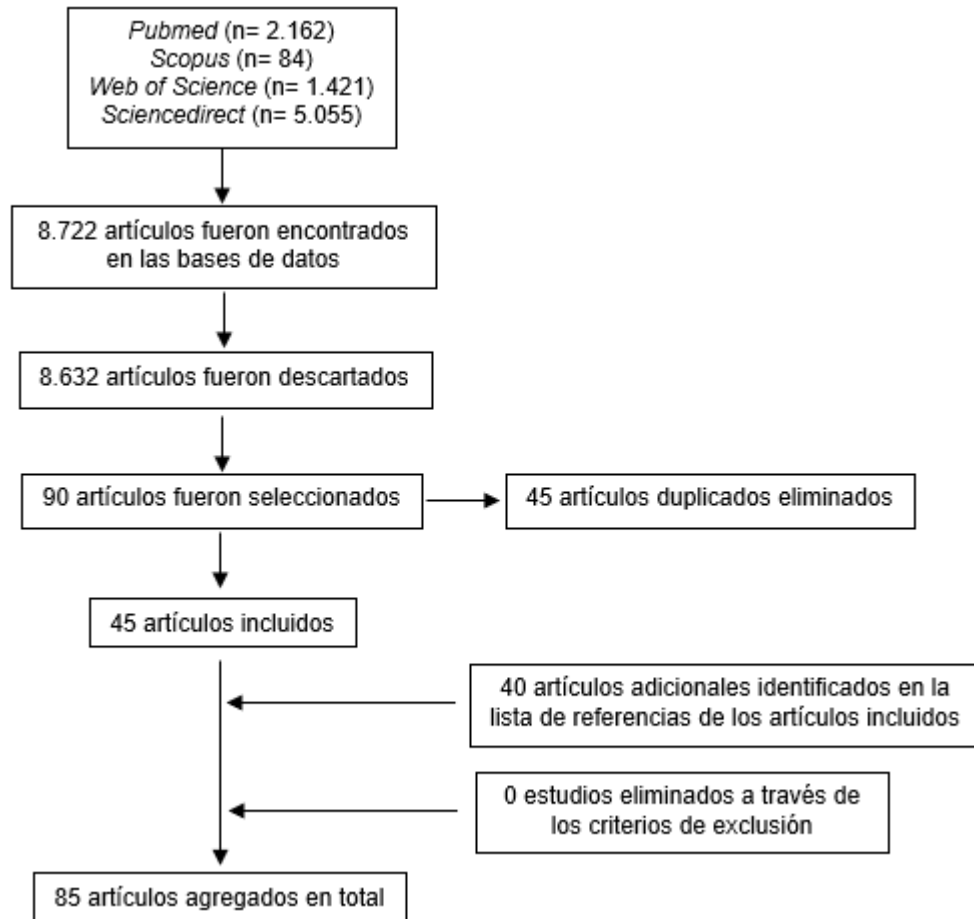 Pubmed (n= 2.162)
Scopus (n= 84)
Web of Science (n= 1.421)
Sciencedirect (n= 5.055)
8.722 artículos fueron encontrados
en las bases de datos
8.632 artículos fueron descartados
90 artículos fueron seleccionados
45 artículos duplicados eliminados
45 artículos incluidos
40 artículos adicionales identificados en la
lista de referencias de los artículos incluidos
0 estudios eliminados a través de
los criterios de exclusión
85 artículos agregados en total